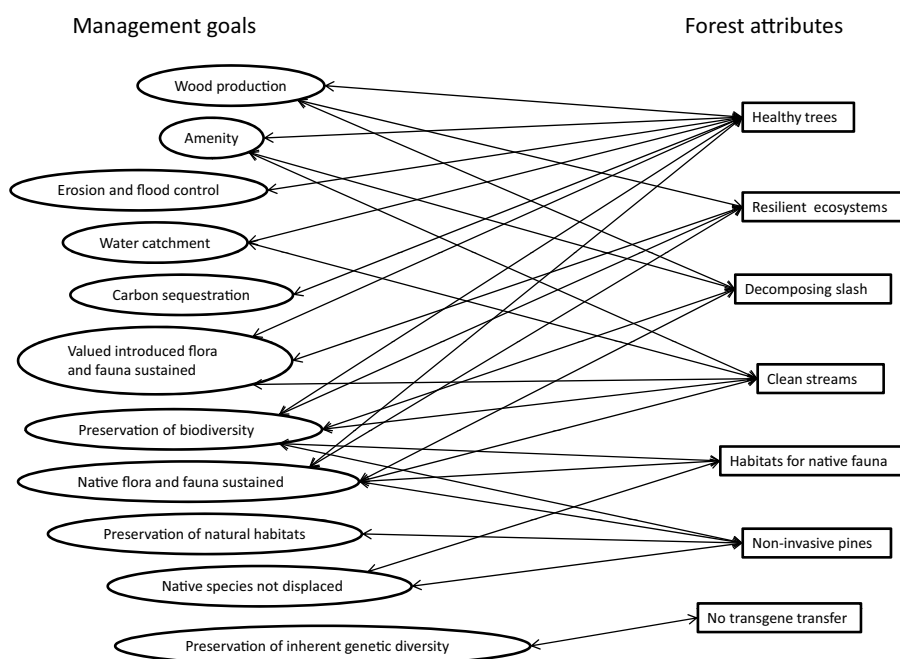 Management goals
Forest attributes
Wood production
Amenity
Erosion and flood control
Water catchment
Carbon sequestration
Valued introduced flora
and fauna sustained
Preservation of biodiversity
Native flora and fauna sustained
Preservation of natural habitats
Native species not displaced
Preservation of inherent genetic diversity
Healthy trees
Resilient ecosystems
Decomposing slash
Clean streams
Habitats for native fauna
Non-invasive pines
No transgene transfer